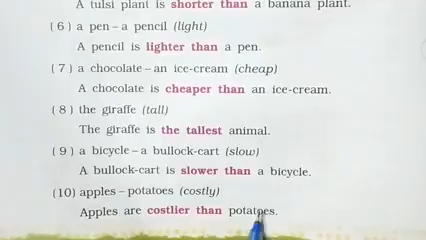 A tulsi plant is shorter than a banana plant.
(6) a pen – a pencil (light)
A pencil is lighter than a pen.
(7) a chocolate – an ice-cream (cheap)
A chocolate is cheaper than an ice-cream.
(8) the giraffe (tall)
The giraffe is the tallest animal.
(9) a bicycle – a bullock-cart (slow)
A bullock-cart is slower than a bicycle.
(10) apples – potatoes (costly)
Apples are costlier than potatoes.